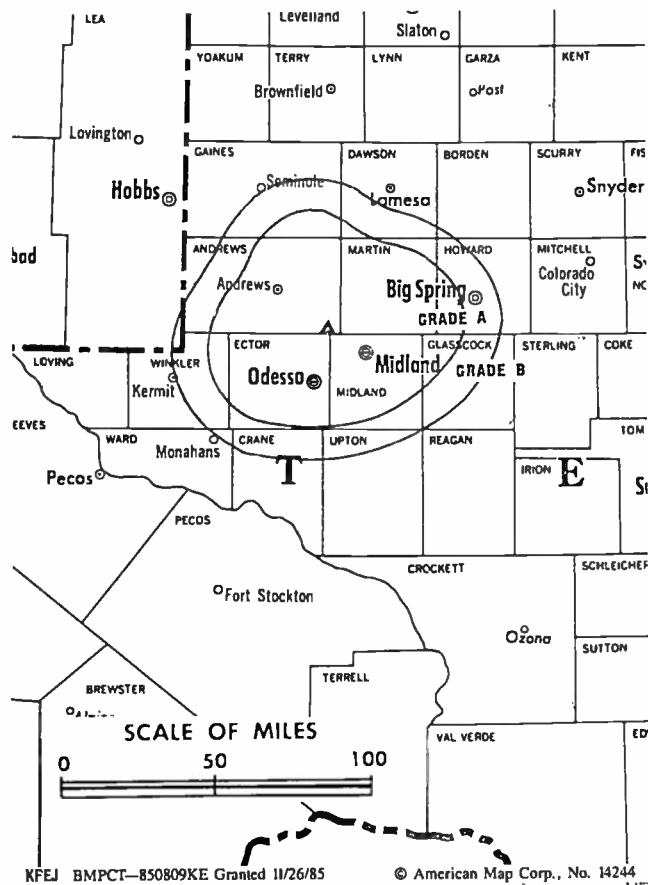 LEA
Levelland
Slaton
YOAKUM
TERRY
LYNN
GARZA
KENT
Brownfield
Post
Lovington
GAINES
DAWSON
BORDEN
SCURRY
FIS
Seminole
Lamesa
Snyder
Hobbs
bad
ANDREWS
MARTIN
HOWARD
MITCHELL
Andrews
Big Spring
Colorado
City
NC
GRADE A
LOVING
WINKLER
ECTOR
GLASSCOCK
STERLING
COKE
Kermit
Odessa
Midland
MIDLAND
GRADE B
EEVES
WARD
Monahans
CRANE
UPTON
REAGAN
TOM
Pecos
T
IRION
E
PECOS
CROCKETT
SCHLEICHER
Fort Stockton
Ozona
SUTTON
BREWSTER
TERRELL
SCALE OF MILES
VAL VERDE
0 50 100
KFEJ BMPCT—850809KE Granted 11/26/85 © American Map Corp., No. 14244